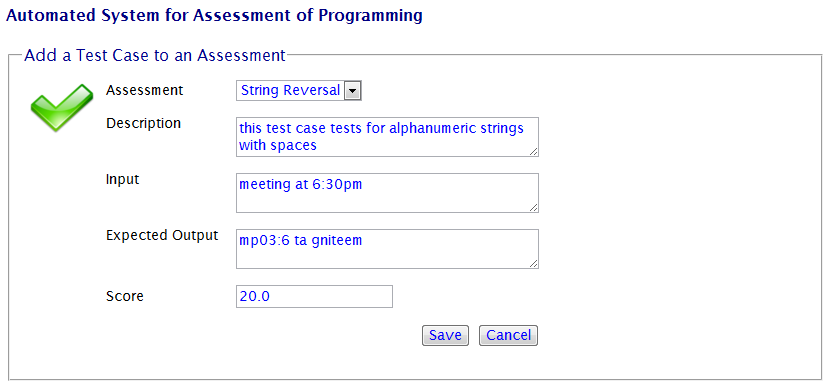 Automated System for Assessment of Programming
Add a Test Case to an Assessment
Assessment String Reversal
Description this test case tests for alphanumeric strings
with spaces
Input meeting at 6:30pm
Expected Output mp03:6 ta gniteem
Score 20.0
Save Cancel